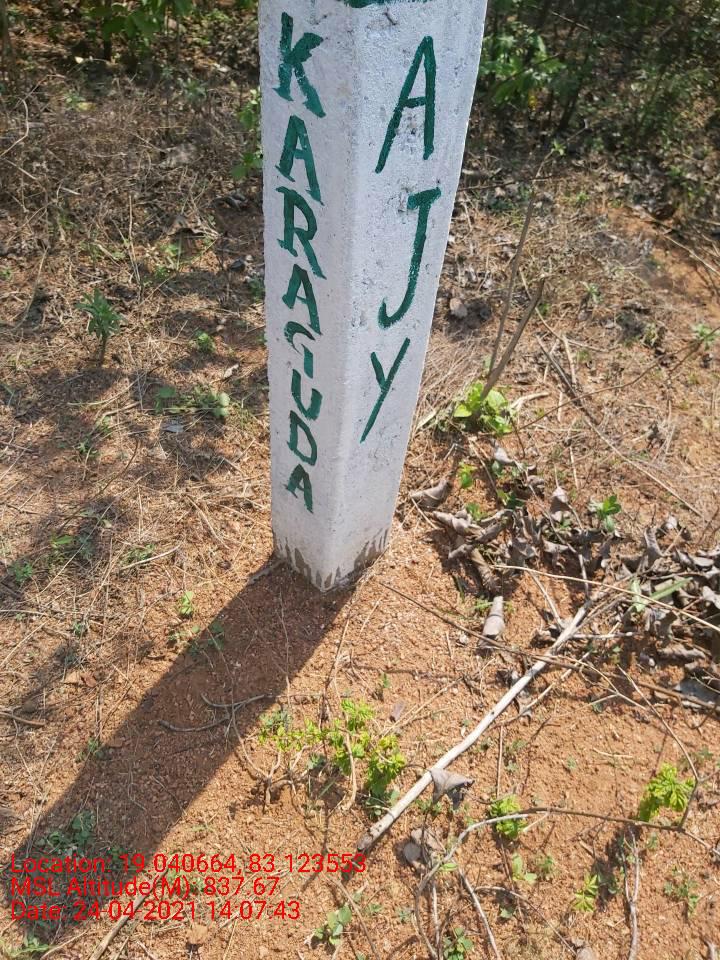 KARAGUDA
AJY
Location: 19.040664, 83.123553
MSL Altitude(M): 837.67
Date: 24-04-2021 14:07:43